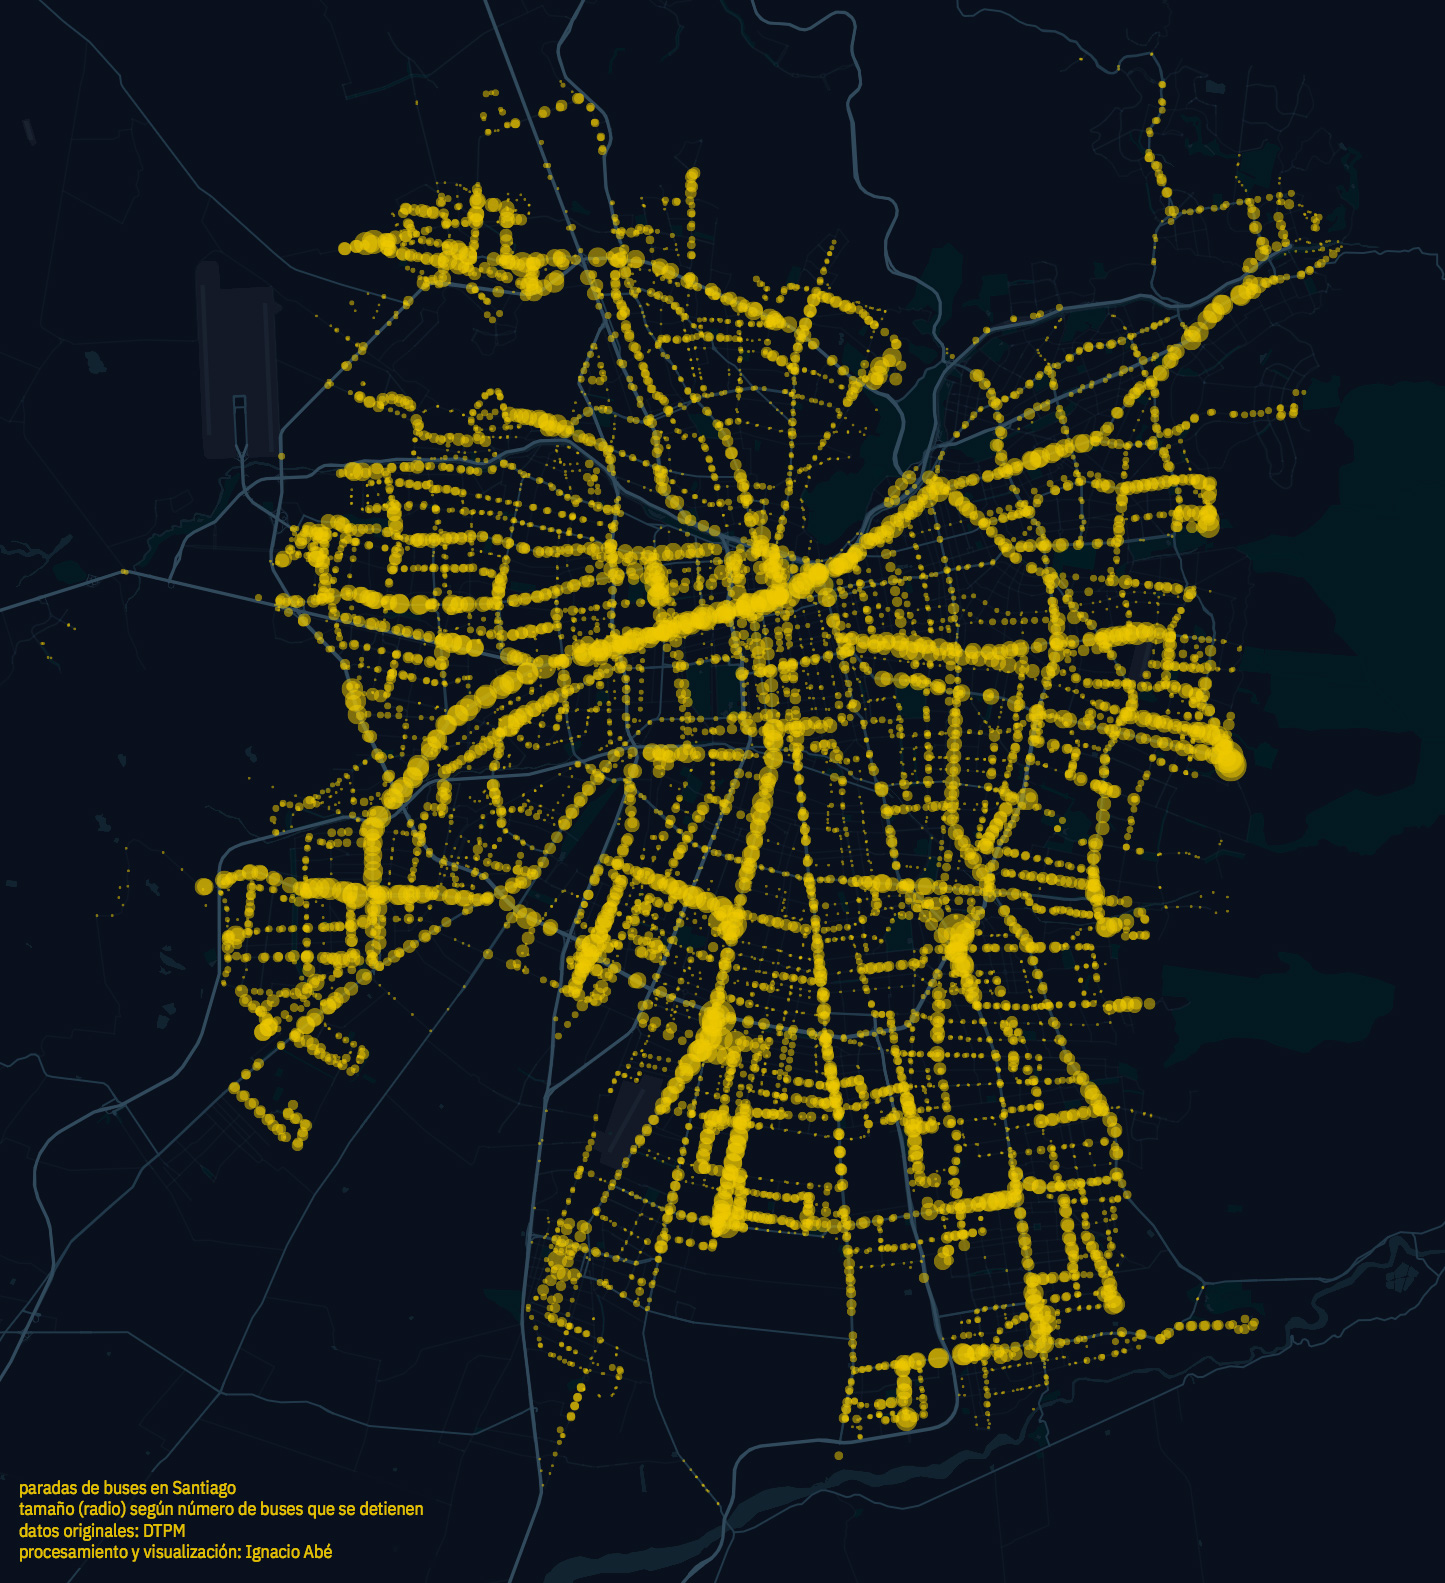 paradas de buses en Santiago
tamaño (radio) según número de buses que se detienen
datos originales: DTPM
procesamiento y visualización: Ignacio Abé